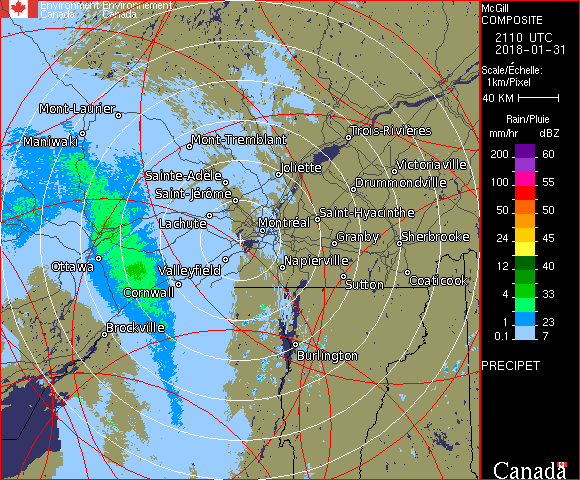 Environment Environnement
Canada Canada
McGill
COMPOSITE
2110 UTC
2018-01-31
Scale/Échelle:
1km/Pixel
40 KM
Rain/Pluie
mm/hr dBZ
200 60
100 55
50 50
24 45
12 40
4 33
1 23
0.1 7
PRECIPET
Canada
Mont-Laurier
Maniwaki
Mont-Tremblant
Trois-Rivières
Sainte-Adèle
Joliette
Victoriaville
Saint-Jérôme
Drummondville
Lachute
Montréal
Saint-Hyacinthe
Granby
Sherbrooke
Ottawa
Valleyfield
Napierville
Cornwall
Sutton
Coaticook
Brockville
Burlington